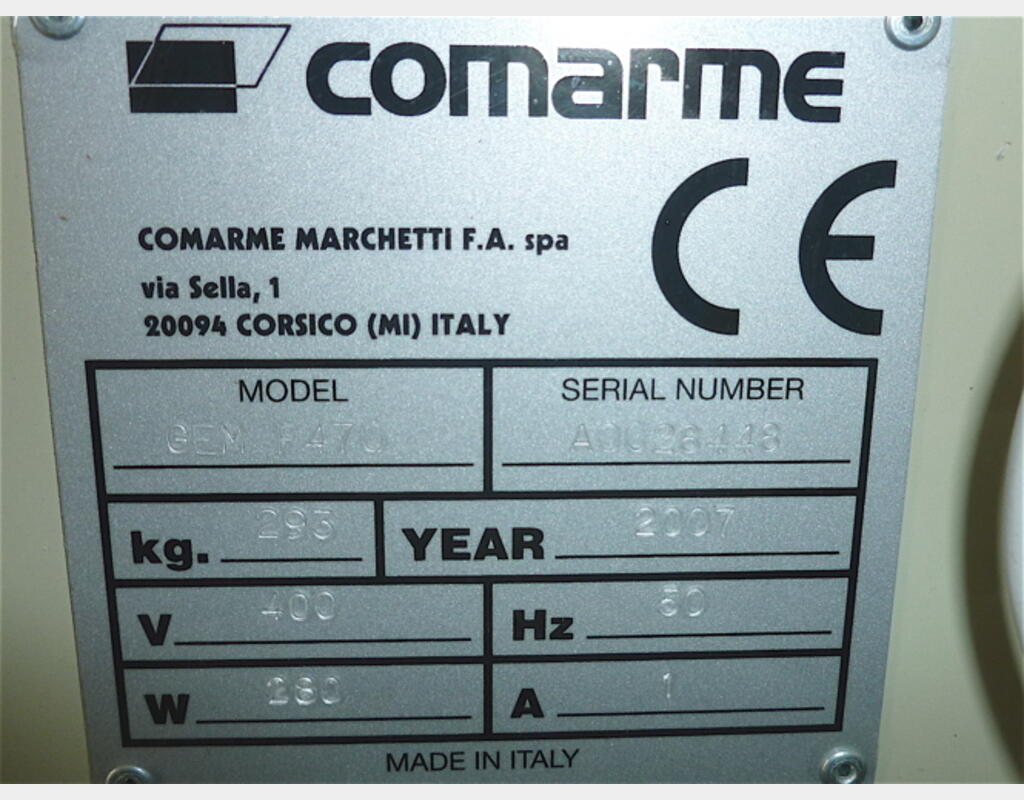 comarme
CE
COMARME MARCHETTI F.A. spa
via Sella, 1
20094 CORSICO (MI) ITALY
MODEL SERIAL NUMBER
GEM F470 A0026448
kg. 293 YEAR 2007
V 400 Hz 50
W 280 A 1
MADE IN ITALY